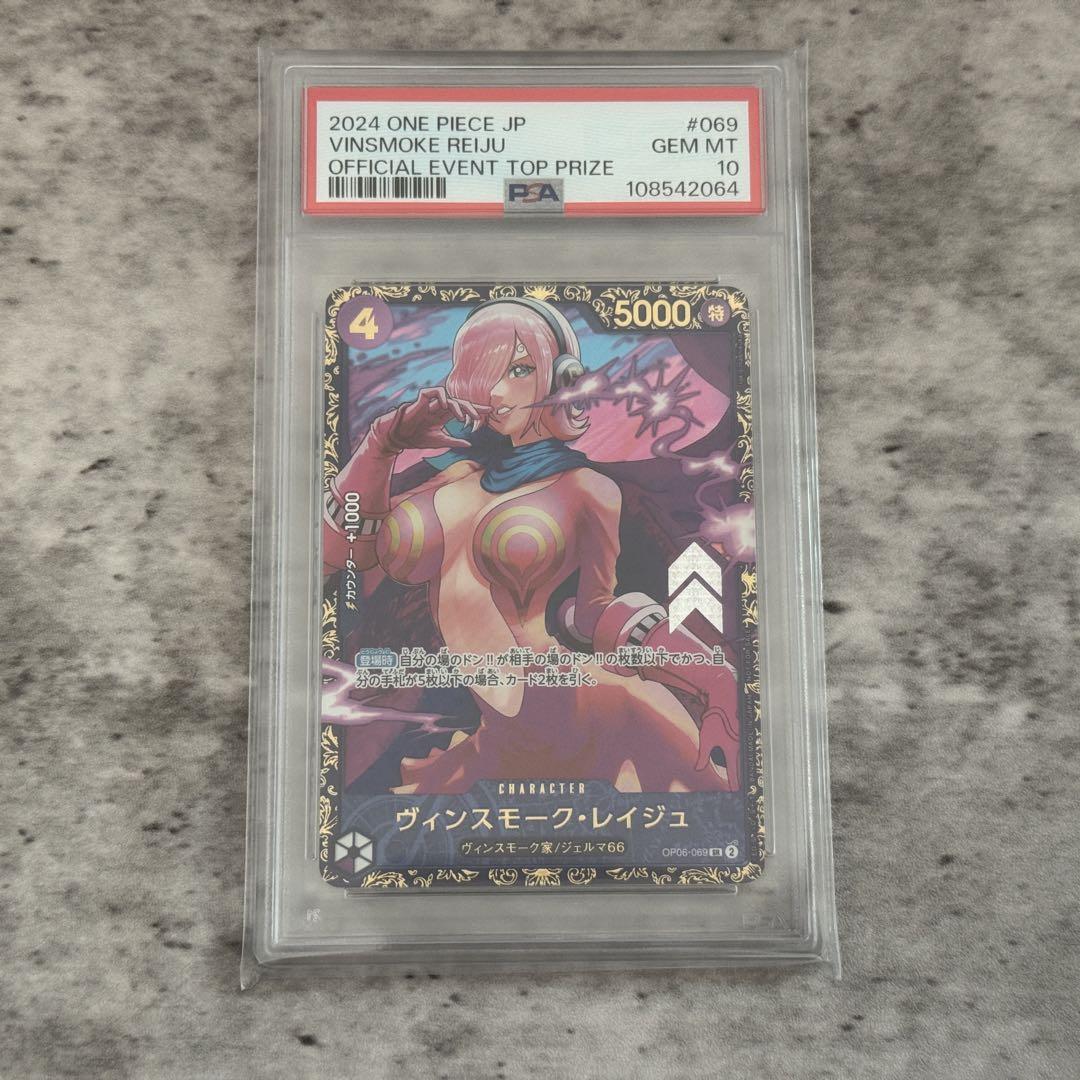 2024 ONE PIECE JP #069
VINSMOKE REIJU GEM MT
OFFICIAL EVENT TOP PRIZE 10
PSA 108542064
4 5000 特
カウンター +1000
登場時 自分の場のドン!!が相手の場のドン!!の枚数以下でかつ、自
分の手札が5枚以下の場合、カード2枚を引く。
CHARACTER
ヴィンスモーク・レイジュ
ヴィンスモーク家/ジェルマ66
OP06-069 SR 2